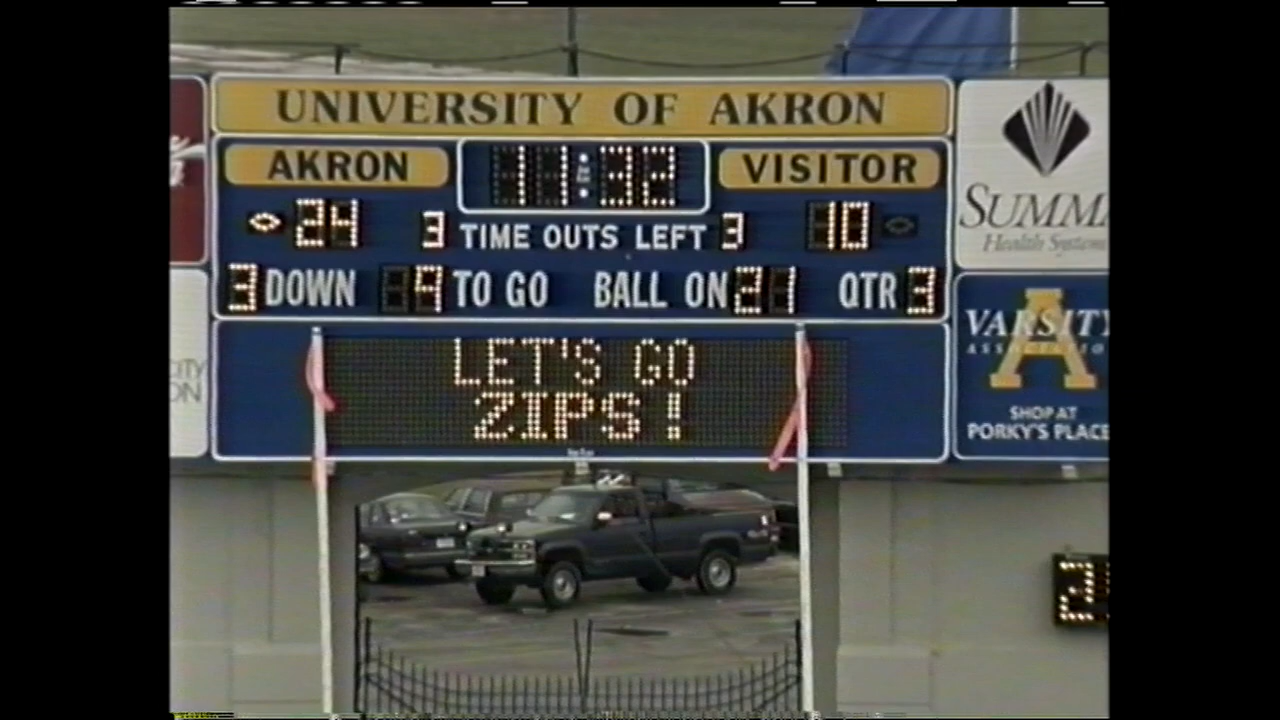 UNIVERSITY OF AKRON
AKRON 11:32 VISITOR
24 3 TIME OUTS LEFT 3 10
3 DOWN 9 TO GO BALL ON 21 QTR 3
LET'S GO
ZIPS!
Health System
VARSITY
A
SHOP AT
PORKY'S PLACE
2